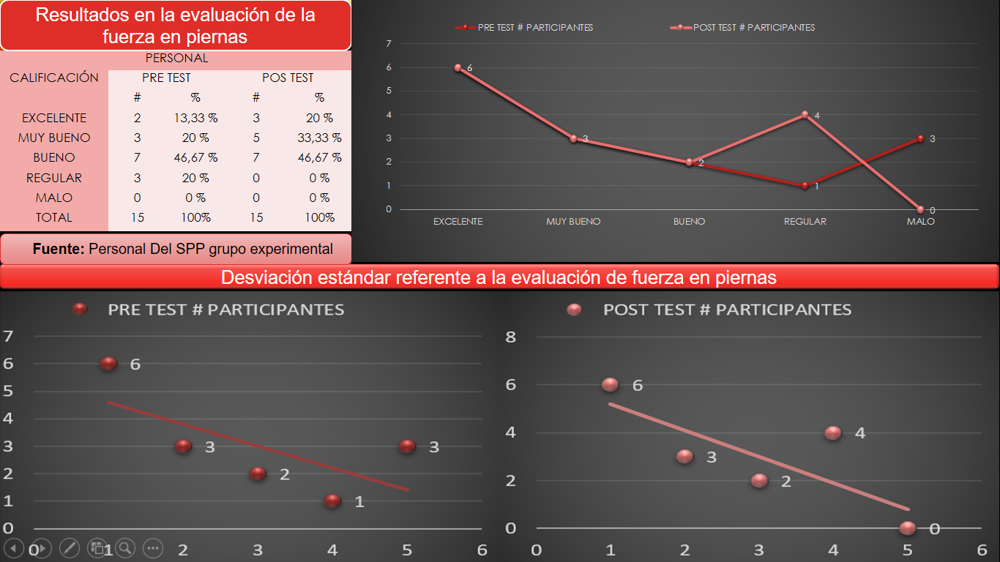 Resultados en la evaluación de la
fuerza en piernas
PERSONAL
CALIFICACIÓN PRE TEST POS TEST
# % # %
EXCELENTE 2 13,33 % 3 20 %
MUY BUENO 3 20 % 5 33,33 %
BUENO 7 46,67 % 7 46,67 %
REGULAR 3 20 % 0 0 %
MALO 0 0 % 0 0 %
TOTAL 15 100% 15 100%
Fuente: Personal Del SPP grupo experimental
PRE TEST # PARTICIPANTES POST TEST # PARTICIPANTES
7
6
5
4
3
2
1
0
6
3
2
4
1
3
0
EXCELENTE MUY BUENO BUENO REGULAR MALO
Desviación estándar referente a la evaluación de fuerza en piernas
PRE TEST # PARTICIPANTES
7
6
5
4
3
2
1
0
6
3
2
1
3
0 1 2 3 4 5 6
POST TEST # PARTICIPANTES
8
6
4
2
0
6
3
2
4
0
0 1 2 3 4 5 6